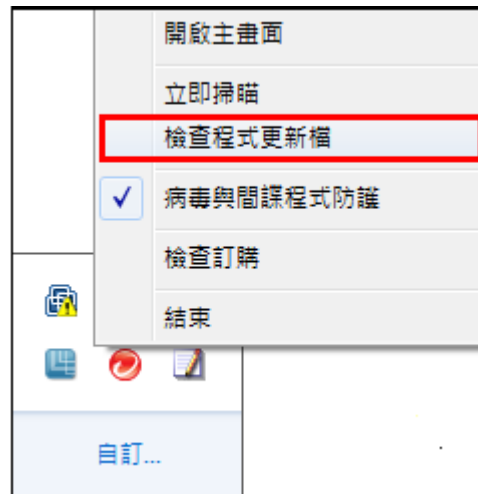 開啟主畫面
立即掃瞄
檢查程式更新檔
病毒與間諜程式防護
檢查訂購
結束
自訂...